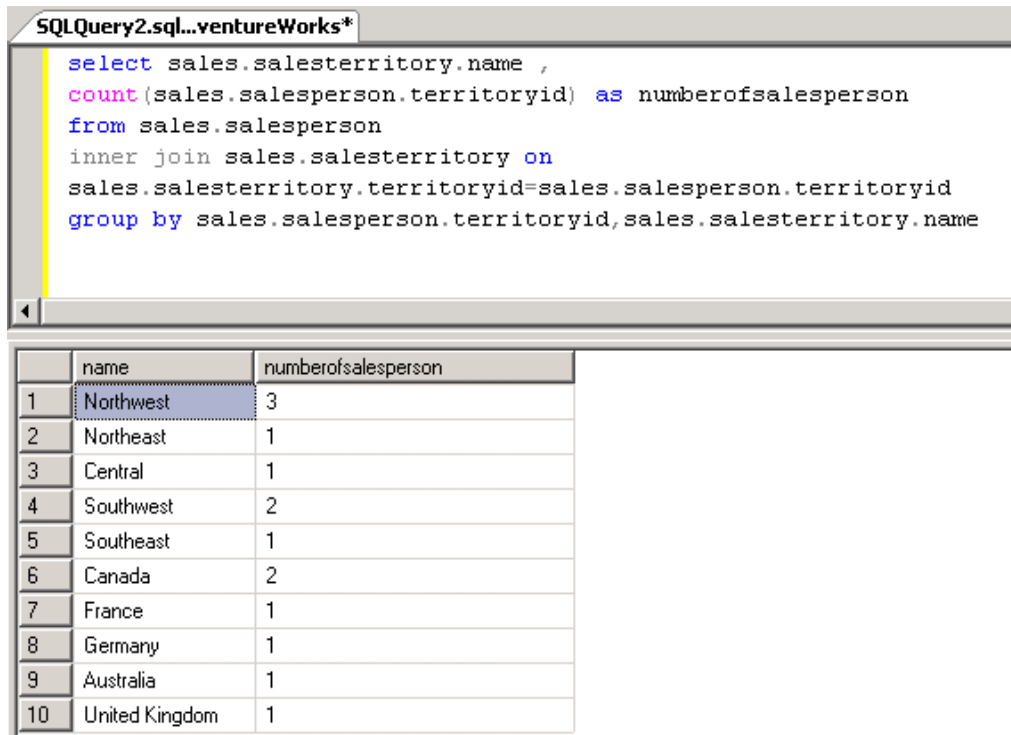 SQLQuery2.sql...ventureWorks*
select sales.salesterritory.name ,
count(sales.salesperson.territoryid) as numberofsalesperson
from sales.salesperson
inner join sales.salesterritory on
sales.salesterritory.territoryid=sales.salesperson.territoryid
group by sales.salesperson.territoryid,sales.salesterritory.name
name numberofsalesperson
1 Northwest 3
2 Northeast 1
3 Central 1
4 Southwest 2
5 Southeast 1
6 Canada 2
7 France 1
8 Germany 1
9 Australia 1
10 United Kingdom 1